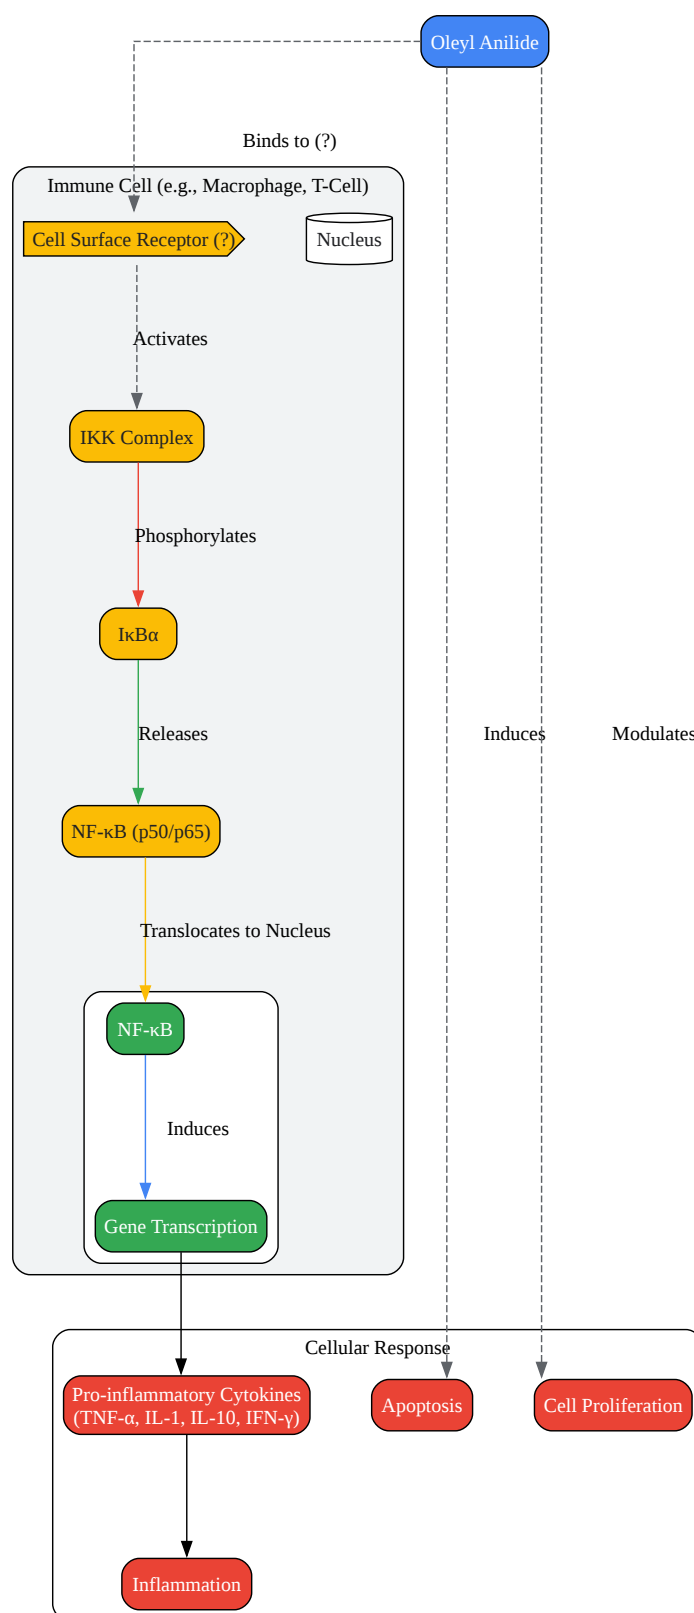 Oleyl Anilide
Binds to (?)
Immune Cell (e.g., Macrophage, T-Cell)
Cell Surface Receptor (?)
Nucleus
Activates
IKK Complex
Phosphorylates
IκBα
Releases
Induces
Modulates
NF-κB (p50/p65)
Translocates to Nucleus
NF-κB
Induces
Gene Transcription
Cellular Response
Pro-inflammatory Cytokines
(TNF-α, IL-1, IL-10, IFN-γ)
Apoptosis
Cell Proliferation
Inflammation